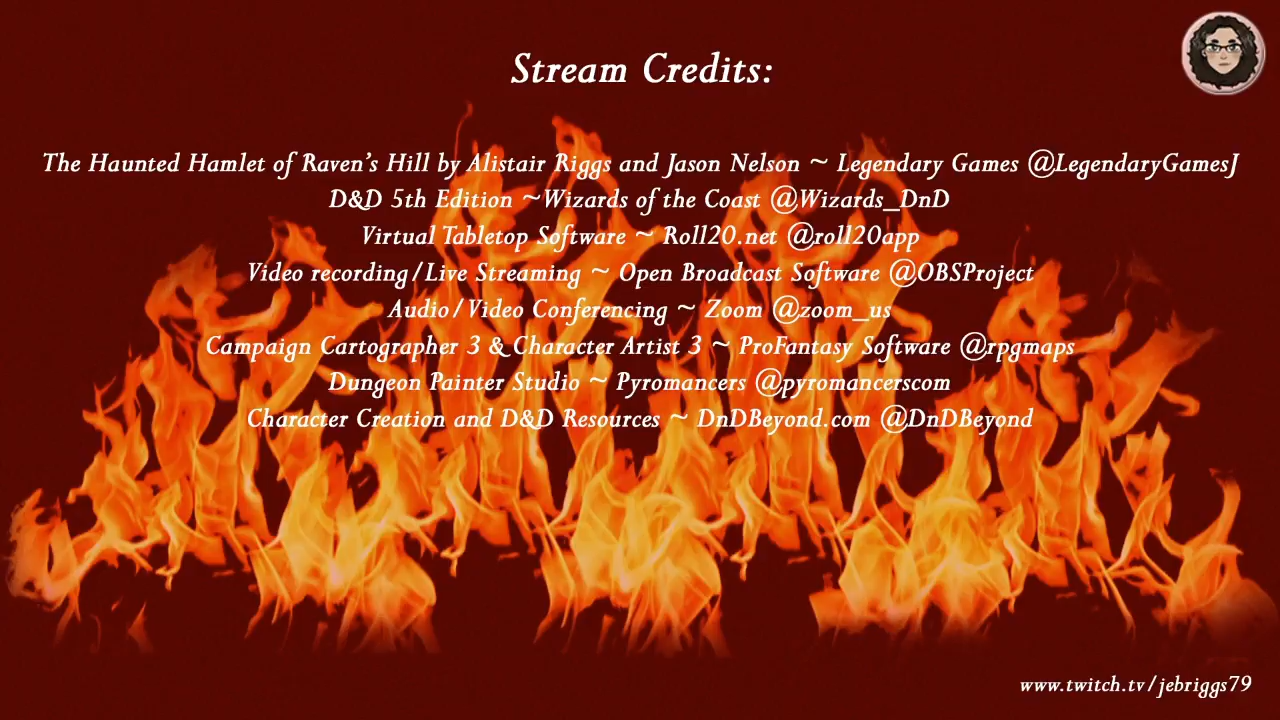 Stream Credits:
The Haunted Hamlet of Raven's Hill by Alistair Riggs and Jason Nelson ~ Legendary Games @LegendaryGamesJ
D&D 5th Edition ~Wizards of the Coast @Wizards_DnD
Virtual Tabletop Software ~ Roll20.net @roll20app
Video recording/Live Streaming ~ Open Broadcast Software @OBSProject
Audio/Video Conferencing ~ Zoom @zoom_us
Campaign Cartographer 3 & Character Artist 3 ~ ProFantasy Software @rpgmaps
Dungeon Painter Studio ~ Pyromancers @pyromancerscom
Character Creation and D&D Resources ~ DnDBeyond.com @DnDBeyond
www.twitch.tv/jebriggs79